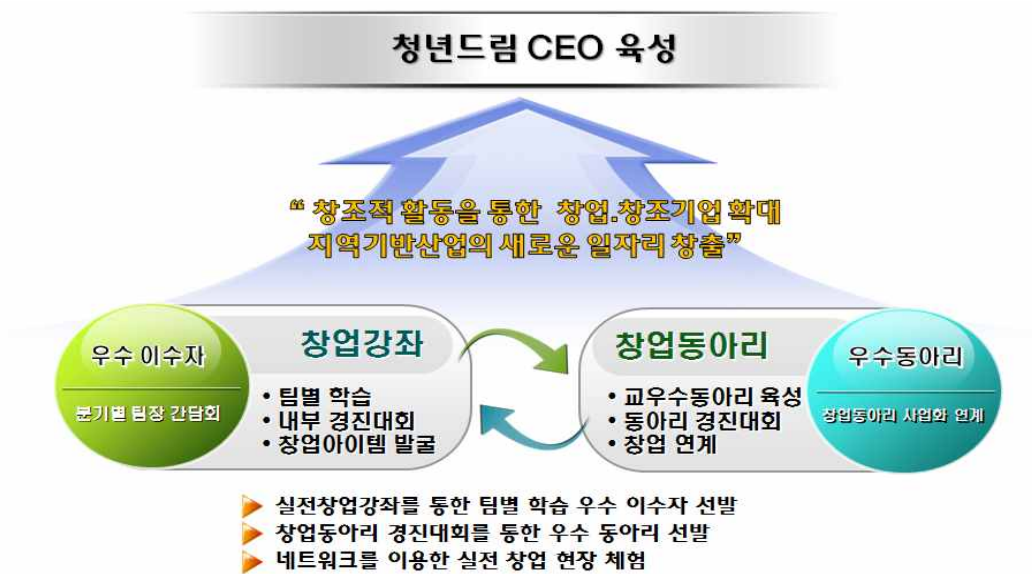 청년드림 CEO 육성
“ 창조적 활동을 통한 창업.창조기업 확대
지역기반산업의 새로운 일자리 창출”
우수 이수자
분기별 팀장 간담회
창업강좌
• 팀별 학습
• 내부 경진대회
• 창업아이템 발굴
창업동아리
• 교우수동아리 육성
• 동아리 경진대회
• 창업 연계
우수동아리
창업동아리 사업화 연계
실전창업강좌를 통한 팀별 학습 우수 이수자 선발
창업동아리 경진대회를 통한 우수 동아리 선발
네트워크를 이용한 실전 창업 현장 체험